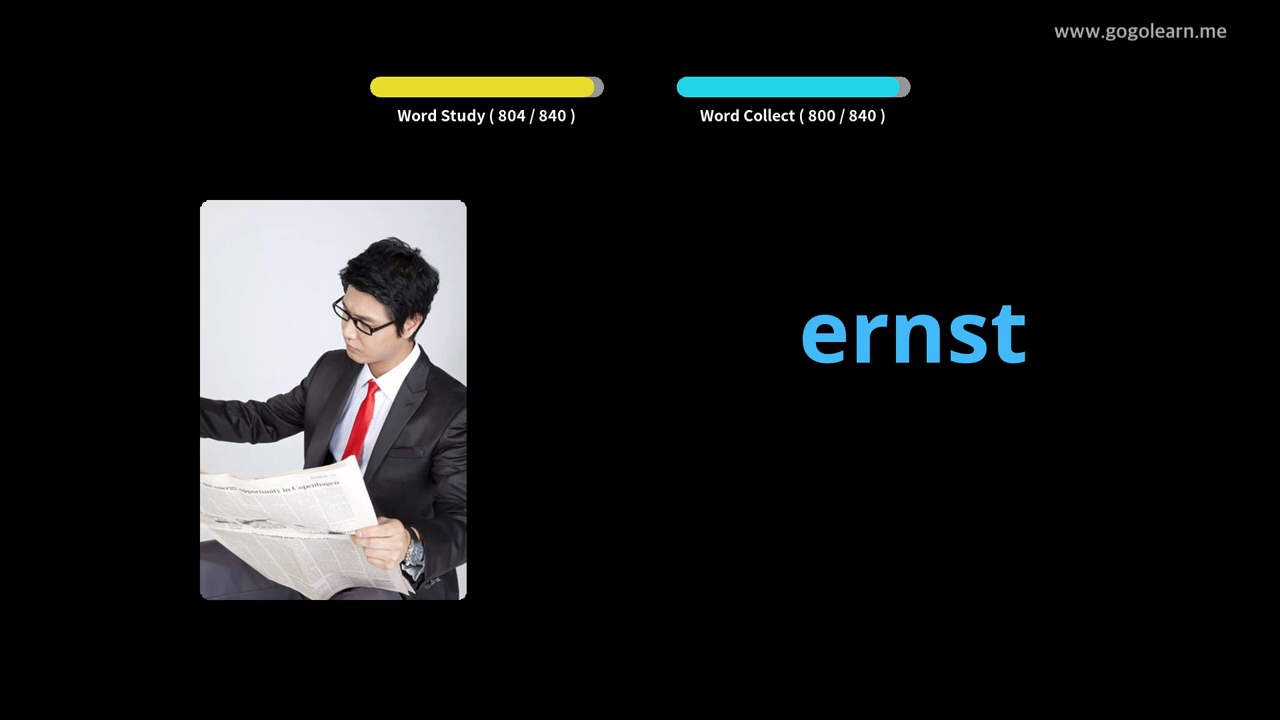 www.gogolearn.me
Word Study ( 804 / 840 )
Word Collect ( 800 / 840 )
ernst
opportunity in Copenhagen